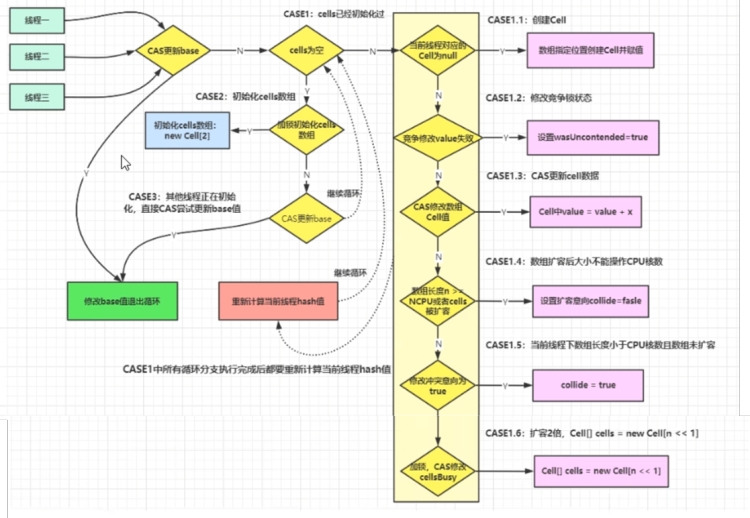 线程一
线程二
线程三
CAS更新base
N
Y
CASE1：cells已经初始化过
cells为空
N
Y
CASE2：初始化cells数组
初始化cells数组：
new Cell[2]
Y
加锁初始化cells
数组
N
CASE3：其他线程正在初始
化，直接CAS尝试更新base值
CAS更新base
Y
继续循环
继续循环
修改base值退出循环
重新计算当前线程hash值
CASE1中所有循环分支执行完成后都要重新计算当前线程hash值
当前线程对应的
Cell为null
Y
N
CASE1.1：创建Cell
数组指定位置创建Cell并赋值
CASE1.2：修改竞争锁状态
竞争修改value失败
Y
N
设置wasUncontended=true
CASE1.3：CAS更新cell数据
CAS修改数组
Cell值
Y
N
Cell中value = value + x
CASE1.4：数组扩容后大小不能操作CPU核数
数组长度n >=
NCPU或者cells
被扩容
Y
N
设置扩容意向collide=fasle
CASE1.5：当前线程下数组长度小于CPU核数且数组未扩容
修改冲突意向为
true
Y
collide = true
CASE1.6：扩容2倍，Cell[] cells = new Cell[n << 1]
加锁，CAS修改
cellsBusy
Cell[] cells = new Cell[n << 1]